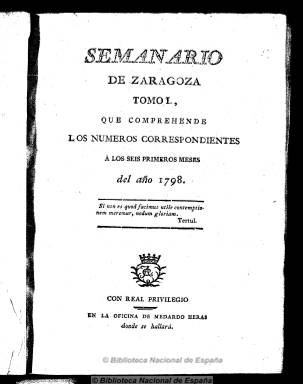 SEMANARIO
DE ZARAGOZA
TOMO I.,
QUE COMPREHENDE
LOS NUMEROS CORRESPONDIENTES
Á LOS SEIS PRIMEROS MESES
del año 1798.
Si non es quod facimus utile contemptio-
nem meremur, nedum gloriam.
Tertul.
CON REAL PRIVILEGIO
EN LA OFICINA DE MEDARDO HERAS
donde se hallará.
© Biblioteca Nacional de España